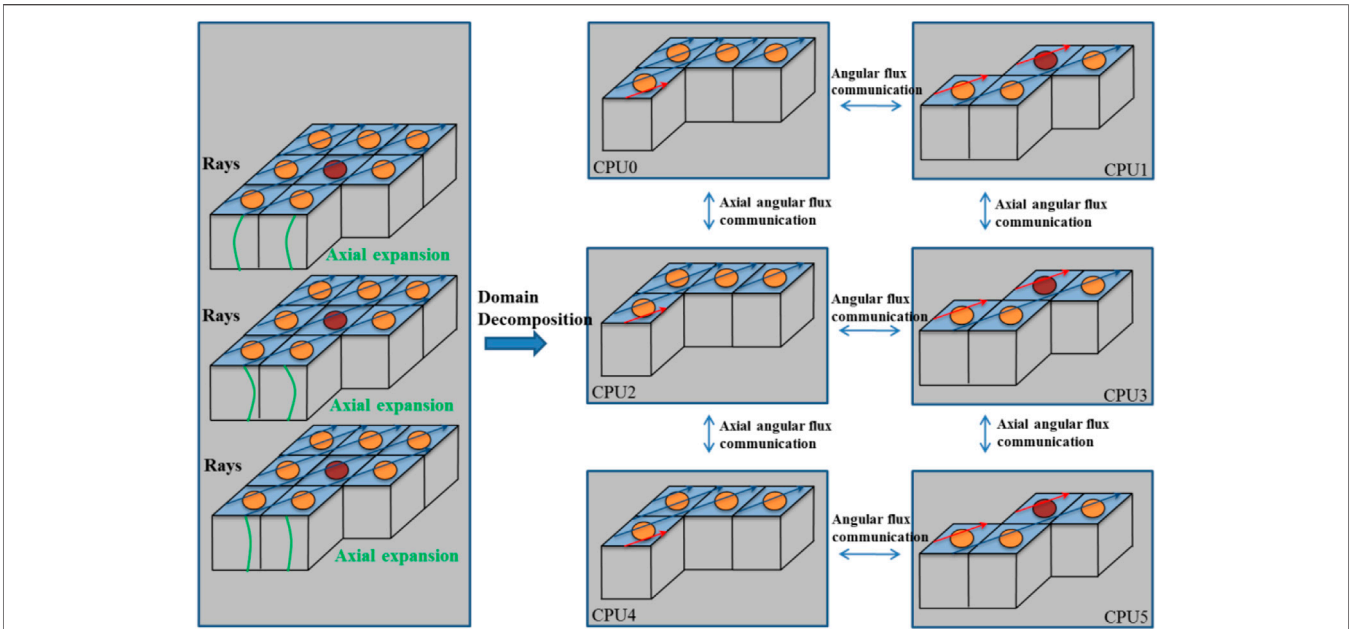 Rays
Axial expansion
Rays
Axial expansion
Rays
Axial expansion
Domain
Decomposition
CPU0
Angular flux
communication
CPU1
Axial angular flux
communication
Axial angular flux
communication
CPU2
Angular flux
communication
CPU3
Axial angular flux
communication
Axial angular flux
communication
CPU4
Angular flux
communication
CPU5